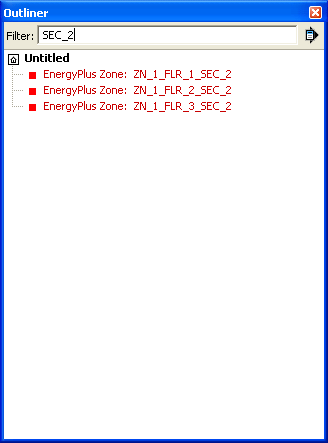 Outliner
Filter: SEC_2
Untitled
EnergyPlus Zone: ZN_1_FLR_1_SEC_2
EnergyPlus Zone: ZN_1_FLR_2_SEC_2
EnergyPlus Zone: ZN_1_FLR_3_SEC_2